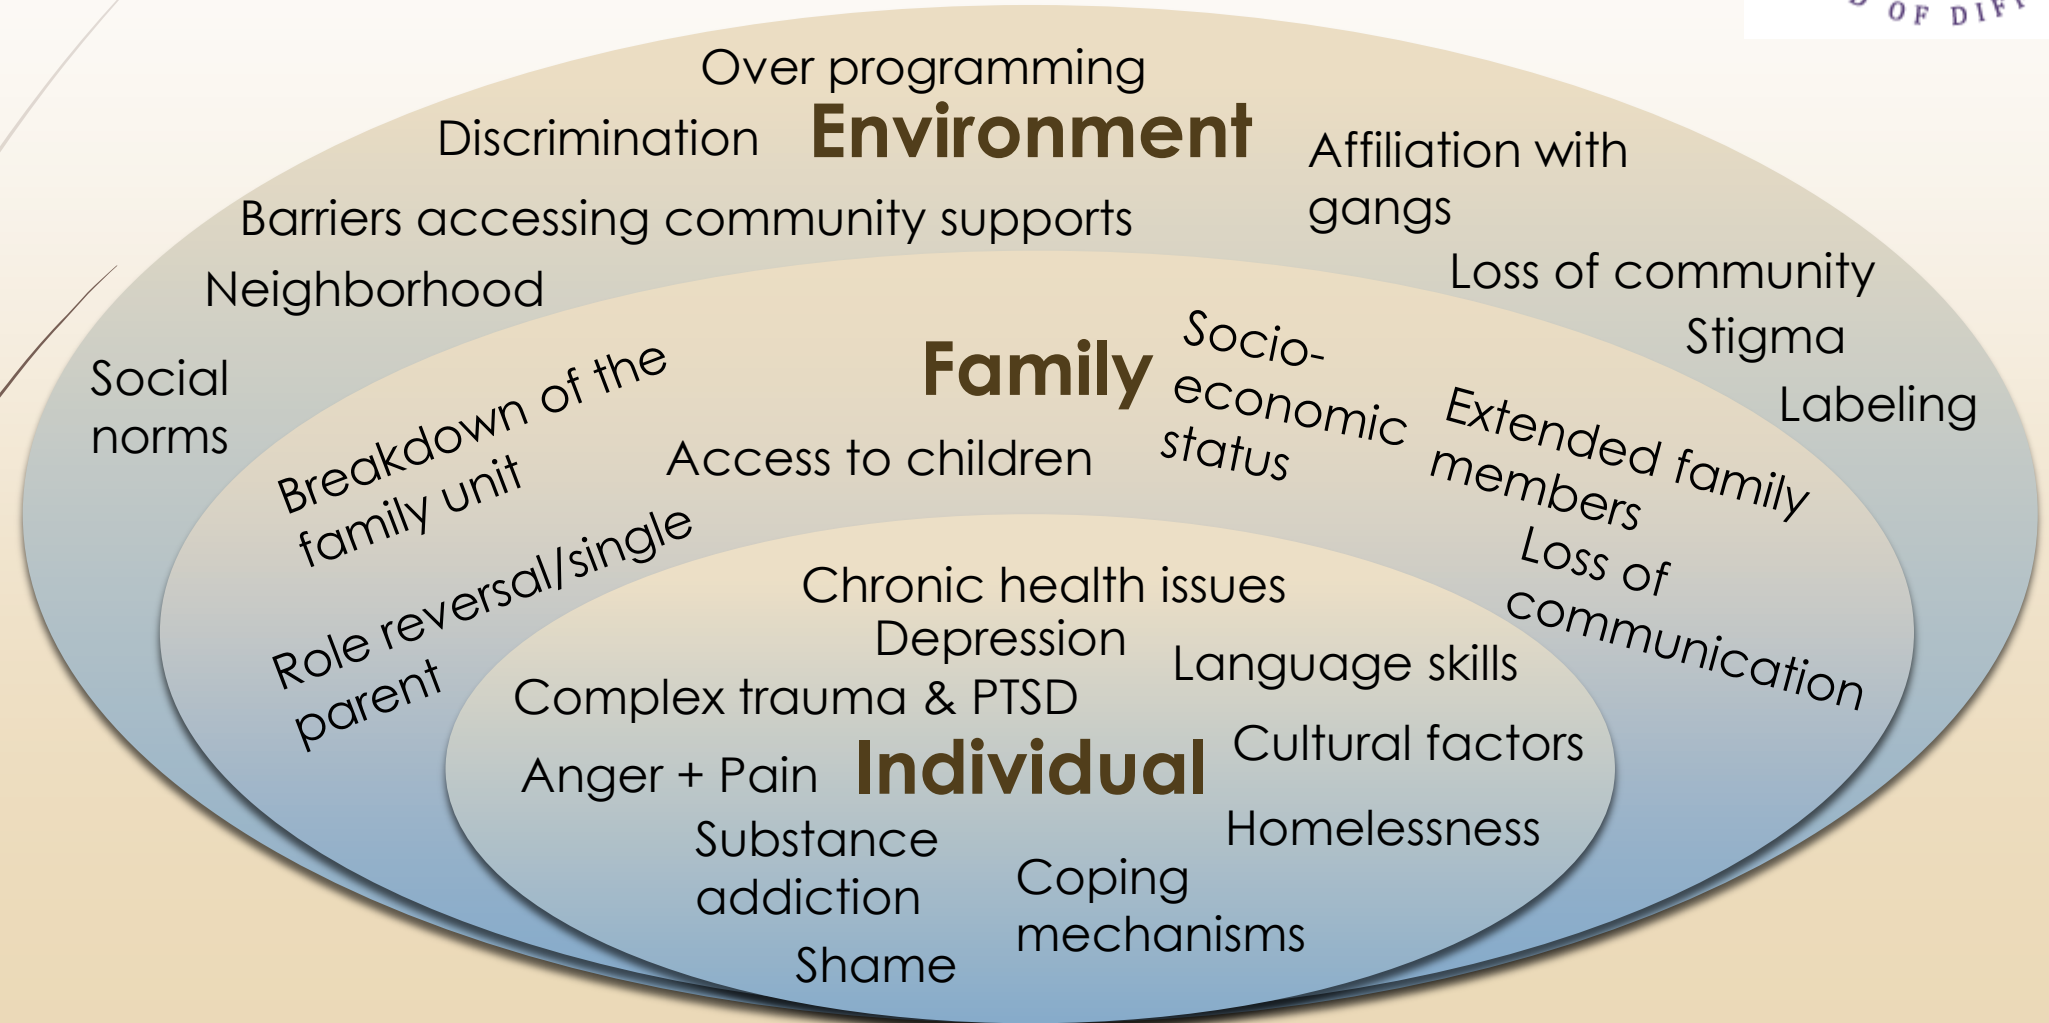 OF DIFF
Over programming
Environment
Discrimination
Affiliation with
gangs
Barriers accessing community supports
Loss of community
Neighborhood
Stigma
Social
norms
Labeling
Family
Socio-
economic
status
Breakdown of the
family unit
Access to children
Extended family
members
Role reversal/single
parent
Loss of
communication
Chronic health issues
Depression
Language skills
Complex trauma & PTSD
Cultural factors
Anger + Pain
Individual
Substance
addiction
Homelessness
Coping
mechanisms
Shame